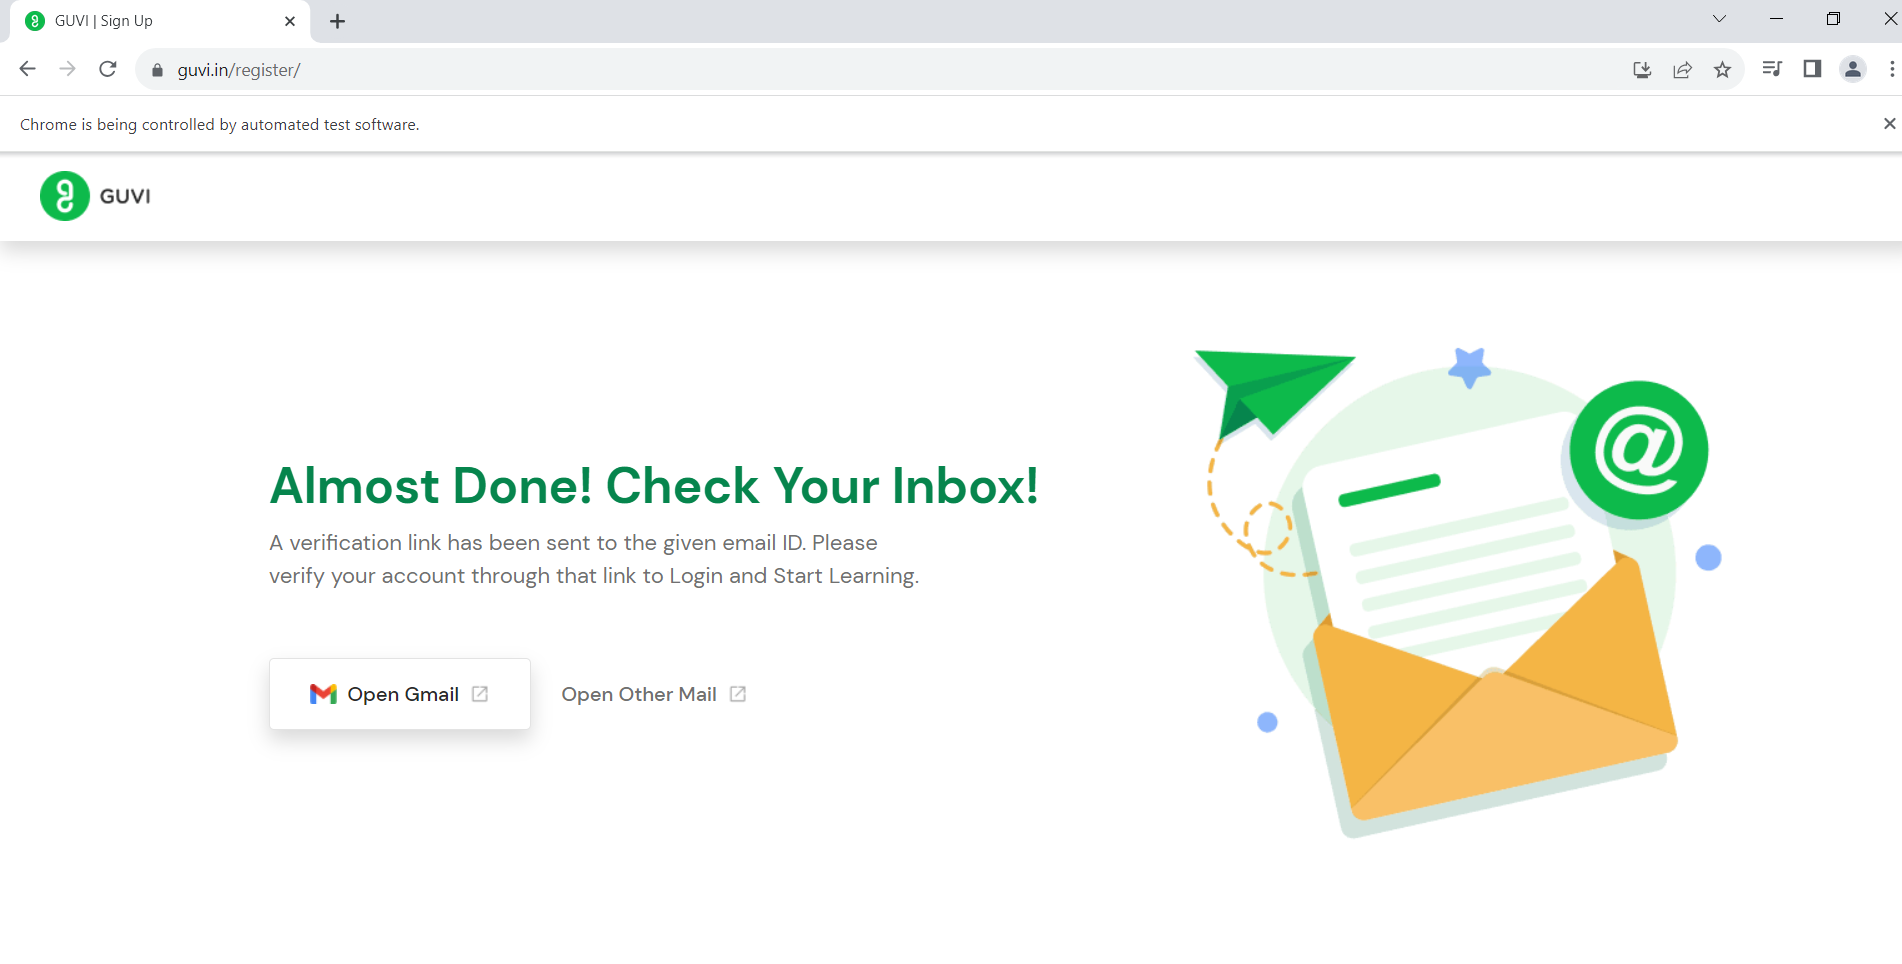 GUVI | Sign Up
guvi.in/register/
Chrome is being controlled by automated test software.
GUVI
Almost Done! Check Your Inbox!
A verification link has been sent to the given email ID. Please
verify your account through that link to Login and Start Learning.
Open Gmail
Open Other Mail
@